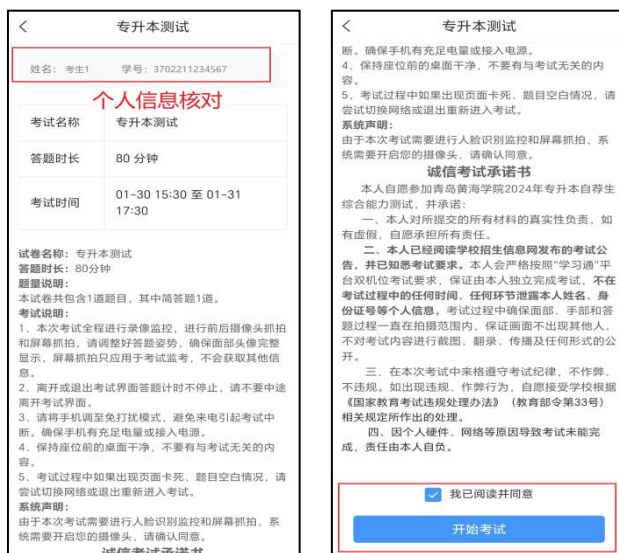 专升本测试
姓名: 考生1 学号: 3702211234567
个人信息核对
考试名称 专升本测试
答题时长 80 分钟
考试时间 01-30 15:30 至 01-31
17:30
试卷名称: 专升本测试
答题时长: 80分钟
题量说明:
本试卷共包含1道题目，其中简答题1道。
考试说明:
1、本次考试全程进行录像监控，进行前后摄像头抓拍
和屏幕抓拍，请调整好答题姿势，确保面部头像完整
显示，屏幕抓拍只应用于考试监考，不会获取其他信
息。
2、离开或退出考试界面答题计时不停止，请不要中途
离开考试界面。
3、请将手机调至免打扰模式，避免来电引起考试中
断。确保手机有充足电量或接入电源。
4、保持座位前的桌面干净，不要有与考试无关的内
容。
5、考试过程中如果出现页面卡死、题目空白情况，请
尝试切换网络或退出重新进入考试。
系统声明:
由于本次考试需要进行人脸识别监控和屏幕抓拍，系
统需要开启您的摄像头，请确认同意。
诚信考试承诺书
专升本测试
断。确保手机有充足电量或接入电源。
4、保持座位前的桌面干净，不要有与考试无关的内
容。
5、考试过程中如果出现页面卡死、题目空白情况，请
尝试切换网络或退出重新进入考试。
系统声明:
由于本次考试需要进行人脸识别监控和屏幕抓拍，系
统需要开启您的摄像头，请确认同意。
诚信考试承诺书
本人自愿参加青岛黄海学院2024年专升本自荐生
综合能力测试，并承诺:
一、本人对所提交的所有材料的真实性负责，如
有虚假，自愿承担所有责任。
二、本人已经阅读学校招生信息网发布的考试公
告，并已知悉考试要求。本人会严格按照"学习通"平
台双机位考试要求，保证由本人独立完成考试，不在
考试过程中的任何时间、任何环节泄露本人姓名、身
份证号等个人信息，考试过程中确保面部、手部和答
题过程一直在拍摄范围内，保证画面不出现其他人，
不对考试内容进行截图、翻录、传播及任何形式的公
开。
三、在本次考试中来格遵守考试纪律，不作弊、
不违规。如出现违规、作弊行为，自愿接受学校根据
《国家教育考试违规处理办法》（教育部令第33号）
相关规定所作出的处理。
四、因个人硬件、网络等原因导致考试未能完
成，责任由本人自负。
我已阅读并同意
开始考试